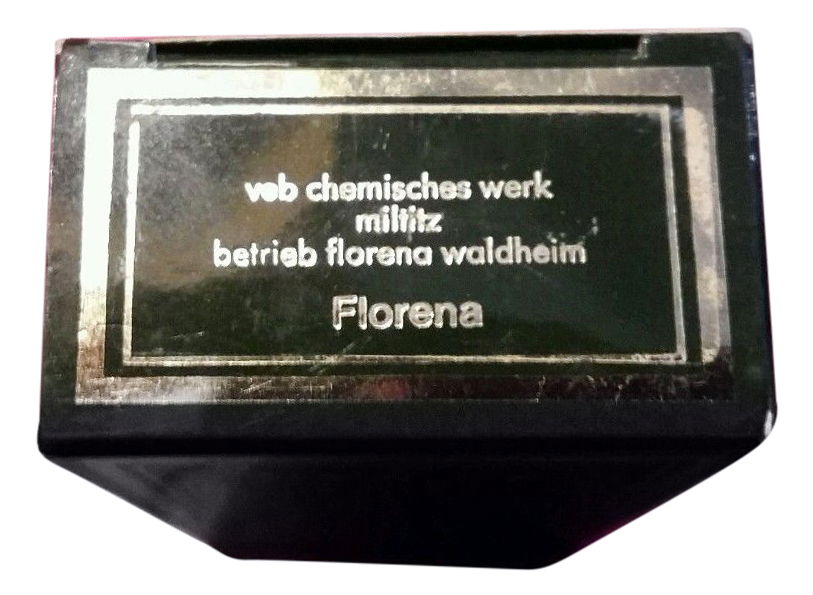 veb chemisches werk
miltitz
betrieb florena waldheim
Florena